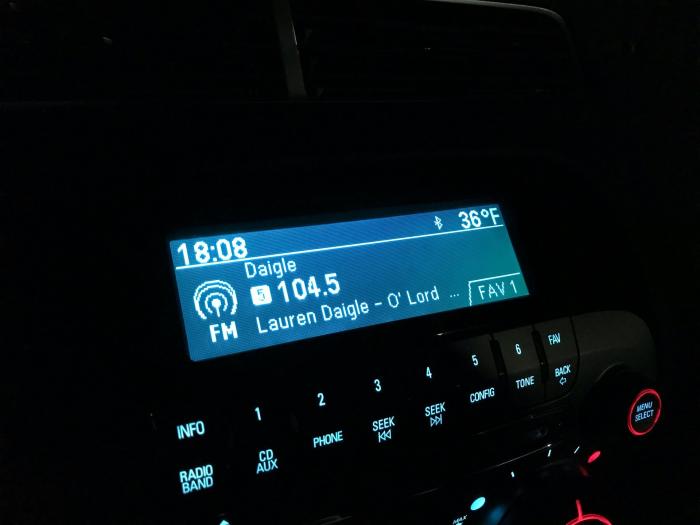 18:08 36°F
Daigle
5 104.5
FM Lauren Daigle - O' Lord ... FAV 1
1 2 3 4 5 6 FAV
INFO
CD AUX
PHONE
SEEK
SEEK
CONFIG
TONE
BACK
RADIO BAND
MENU SELECT
MAX